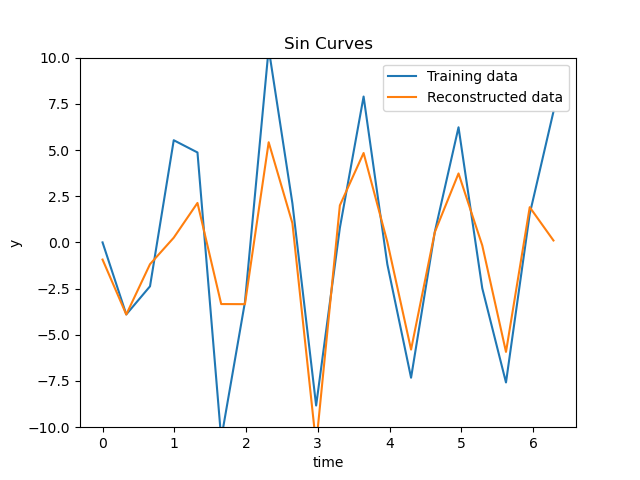 Sin Curves
Training data
Reconstructed data
10.0
7.5
5.0
2.5
0.0
−2.5
−5.0
−7.5
−10.0
y
0 1 2 3 4 5 6
time